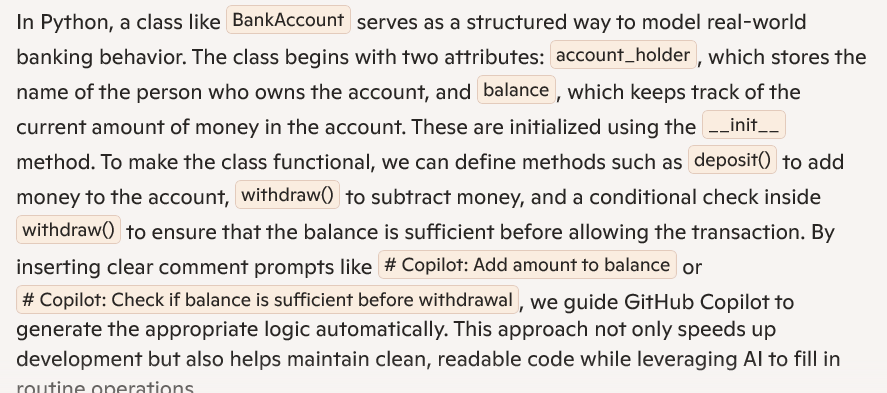 In Python, a class like BankAccount serves as a structured way to model real-world
banking behavior. The class begins with two attributes: account_holder, which stores the
name of the person who owns the account, and balance, which keeps track of the
current amount of money in the account. These are initialized using the __init__
method. To make the class functional, we can define methods such as deposit() to add
money to the account, withdraw() to subtract money, and a conditional check inside
withdraw() to ensure that the balance is sufficient before allowing the transaction. By
inserting clear comment prompts like # Copilot: Add amount to balance or
# Copilot: Check if balance is sufficient before withdrawal, we guide GitHub Copilot to
generate the appropriate logic automatically. This approach not only speeds up
development but also helps maintain clean, readable code while leveraging AI to fill in
routine operations.